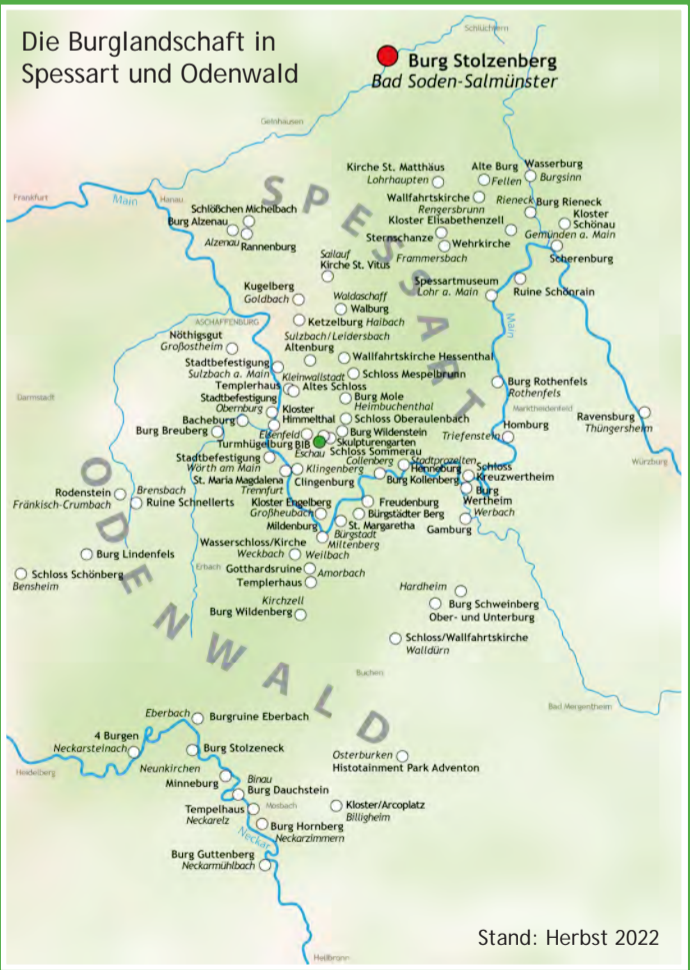 Die Burglandschaft in
Spessart und Odenwald
Schlüchtern
Burg Stolzenberg
Bad Soden-Salmünster
Gelnhausen
Kirche St. Matthäus
Lohrhaupten
Alte Burg
Fellen
Wasserburg
Burgsinn
Frankfurt
Main
Hanau
SPESSART
Wallfahrtskirche
Rengersbrunn
Rieneck Burg Rieneck
Schlößchen Michelbach
Burg Alzenau
Alzenau
Rannenburg
Kloster Elisabethenzell
Kloster
Schönau
Gemünden a. Main
Sternschanze
Wehrkirche
Frammersbach
Scherenburg
Sailauf
Kirche St. Vitus
Spessartmuseum
Lohr a. Main
Ruine Schönrain
Kugelberg
Goldbach
Waldaschaff
Walburg
ASCHAFFENBURG
Ketzelburg Haibach
Main
Nöthigsgut
Großostheim
Sulzbach/Leidersbach
Altenburg
Wallfahrtskirche Hessenthal
Stadtbefestigung
Sulzbach a. Main
Kleinwallstadt
Schloss Mespelbrunn
Templerhaus
Altes Schloss
Burg Rothenfels
Rothenfels
Darmstadt
Stadtbefestigung
Obernburg
Burg Mole
Heimbuchenthal
Marktheidenfeld
Kloster
Himmelthal
Schloss Oberaulenbach
Ravensburg
Thüngersheim
Bacheburg
Burg Breuberg
Elsenfeld
Burg Wildenstein
Homburg
Triefenstein
Turmhügelburg
BIB
Skulpturengarten
Eschau
Schloss Sommerau
Würzburg
Stadtbefestigung
Wörth am Main
Klingenberg
Collenberg
Stadtprozelten
Henneburg
Schloss
Kreuzwertheim
St. Maria Magdalena
Trennfurt
Clingenburg
Burg Kollenberg
Burg
Wertheim
ODENWALD
Rodenstein
Fränkisch-Crumbach
Brensbach
Ruine Schnellerts
Kloster Engelberg
Großheubach
Freudenburg
Bürgstädter Berg
Werbach
Gamburg
Mildenburg
St. Margaretha
Bürgstadt
Miltenberg
Wasserschloss/Kirche
Weckbach
Weilbach
Burg Lindenfels
Erbach
Gotthardsruine
Amorbach
Templerhaus
Schloss Schönberg
Bensheim
Hardheim
Kirchzell
Burg Wildenberg
Burg Schweinberg
Ober- und Unterburg
Schloss/Wallfahrtskirche
Walldürn
Buchen
Bad Mergentheim
Eberbach
Burgruine Eberbach
4 Burgen
Neckarsteinach
Burg Stolzeneck
Heidelberg
Neunkirchen
Osterburken
Histotainment Park Adventon
Minneburg
Binau
Burg Dauchstein
Tempelhaus
Neckarelz
Mosbach
Kloster/Arcoplatz
Billigheim
Burg Hornberg
Neckarzimmern
Neckar
Burg Guttenberg
Neckarmühlbach
Stand: Herbst 2022
Heilbronn